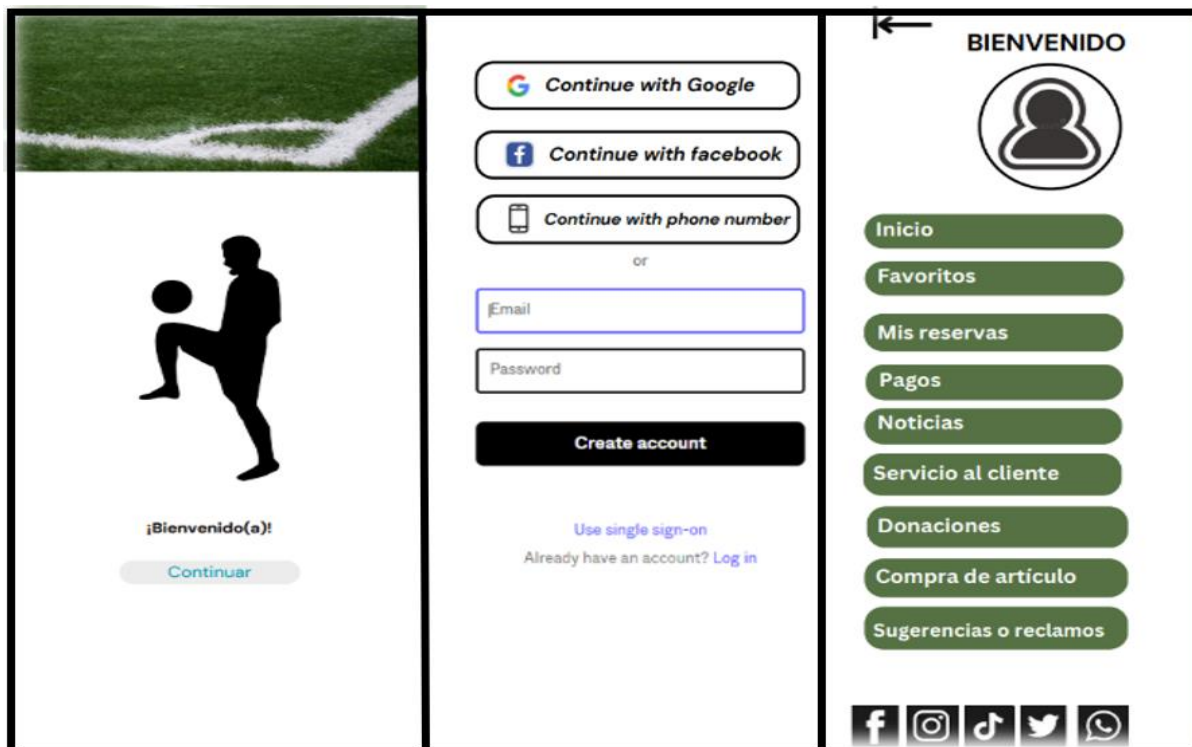 ¡Bienvenido(a)!
Continuar
Continue with Google
Continue with facebook
Continue with phone number
or
Email
Password
Create account
Use single sign-on
Already have an account? Log in
BIENVENIDO
Inicio
Favoritos
Mis reservas
Pagos
Noticias
Servicio al cliente
Donaciones
Compra de artículo
Sugerencias o reclamos